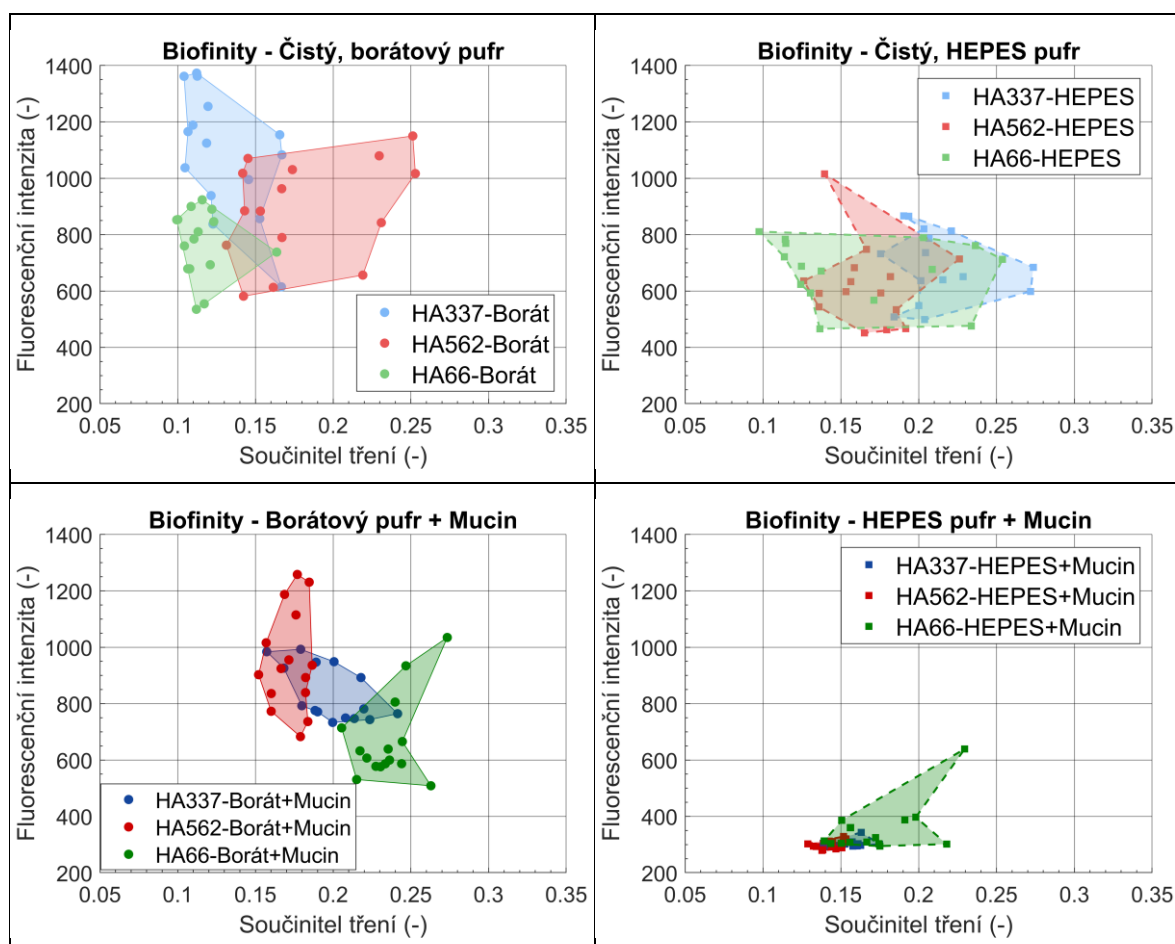 Biofinity - Čistý, borátový pufr
Fluorescenční intenzita (-)
1400
1200
1000
800
600
400
200
HA337-Borát
HA562-Borát
HA66-Borát
0.05 0.1 0.15 0.2 0.25 0.3 0.35
Součinitel tření (-)
Biofinity - Čistý, HEPES pufr
Fluorescenční intenzita (-)
1400
1200
1000
800
600
400
200
HA337-HEPES
HA562-HEPES
HA66-HEPES
0.05 0.1 0.15 0.2 0.25 0.3 0.35
Součinitel tření (-)
Biofinity - Borátový pufr + Mucin
Fluorescenční intenzita (-)
1400
1200
1000
800
600
400
200
HA337-Borát+Mucin
HA562-Borát+Mucin
HA66-Borát+Mucin
0.05 0.1 0.15 0.2 0.25 0.3 0.35
Součinitel tření (-)
Biofinity - HEPES pufr + Mucin
Fluorescenční intenzita (-)
1400
1200
1000
800
600
400
200
HA337-HEPES+Mucin
HA562-HEPES+Mucin
HA66-HEPES+Mucin
0.05 0.1 0.15 0.2 0.25 0.3 0.35
Součinitel tření (-)